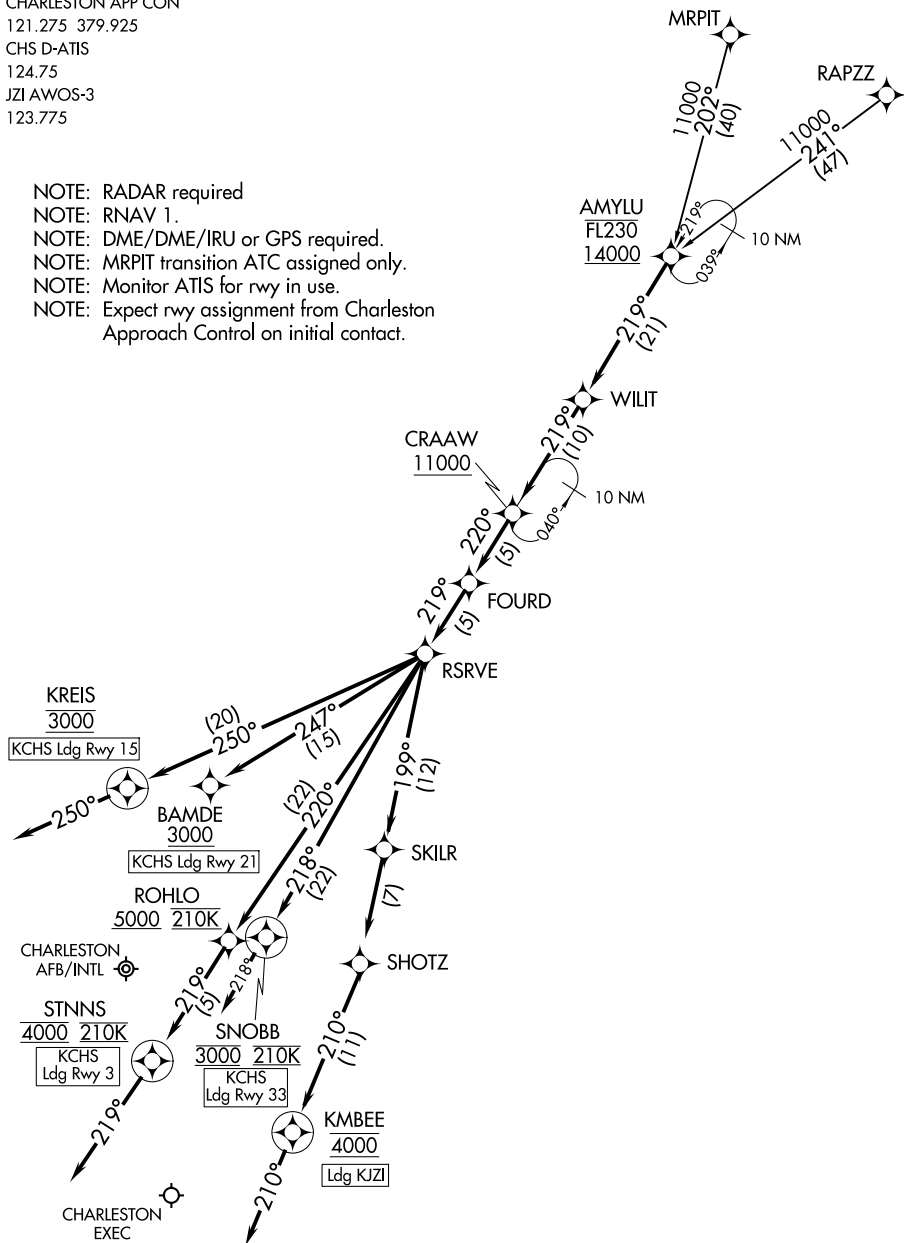 CHARLESTON APP CON
121.275 379.925
CHS D-ATIS
124.75
JZI AWOS-3
123.775
NOTE: RADAR required
NOTE: RNAV 1.
NOTE: DME/DME/IRU or GPS required.
NOTE: MRPIT transition ATC assigned only.
NOTE: Monitor ATIS for rwy in use.
NOTE: Expect rwy assignment from Charleston
Approach Control on initial contact.
MRPIT
RAPZZ
11000
202°
(40)
11000
241°
(47)
AMYLU
FL230
14000
219°
039°
10 NM
219°
(21)
WILIT
219°
(10)
CRAAW
11000
040°
10 NM
220°
(5)
FOURD
219°
(5)
RSRVE
KREIS
3000
KCHS Ldg Rwy 15
(20)
250°
250°
247°
(15)
BAMDE
3000
KCHS Ldg Rwy 21
(22)
220°
218°
(22)
199°
(12)
SKILR
(7)
SHOTZ
ROHLO
5000 210K
CHARLESTON
AFB/INTL
219°
(5)
218°
STNNS
4000 210K
KCHS
Ldg Rwy 3
219°
SNOBB
3000 210K
KCHS
Ldg Rwy 33
210°
(11)
KMBEE
4000
Ldg KJZI
210°
CHARLESTON
EXEC